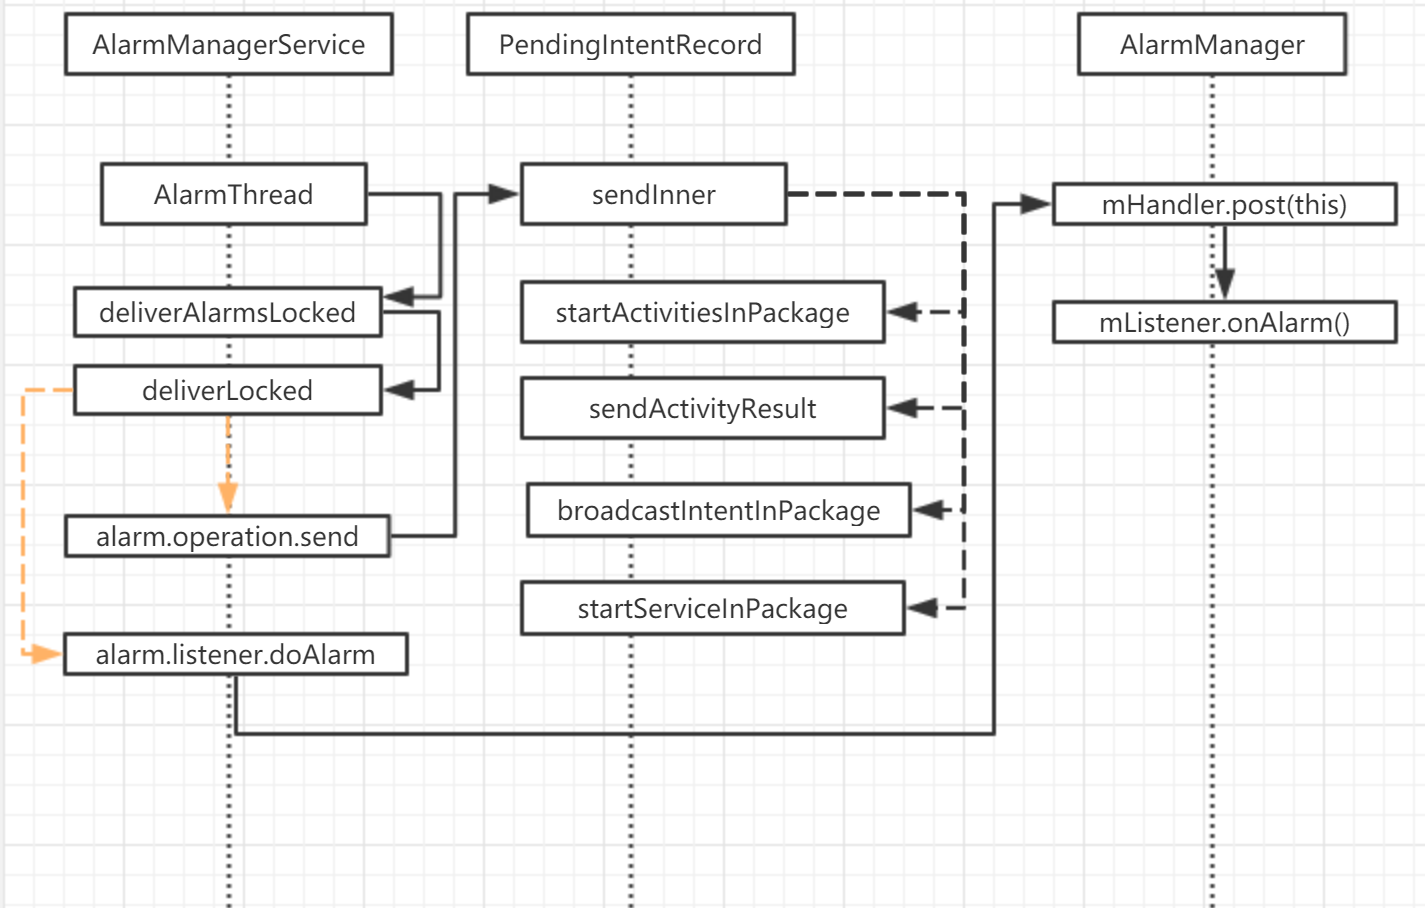 AlarmManagerService
PendingIntentRecord
AlarmManager
AlarmThread
sendInner
mHandler.post(this)
deliverAlarmsLocked
startActivitiesInPackage
mListener.onAlarm()
deliverLocked
sendActivityResult
broadcastIntentInPackage
alarm.operation.send
startServiceInPackage
alarm.listener.doAlarm